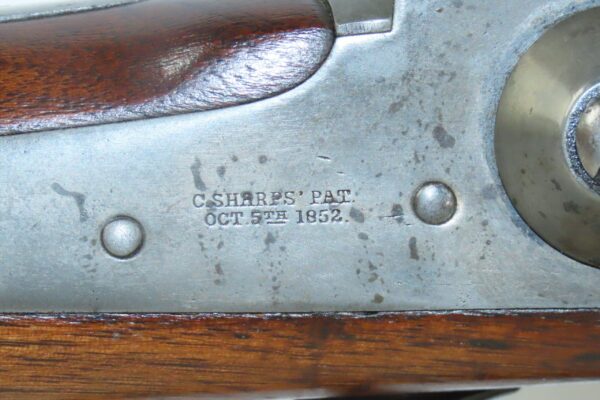 C. SHARPS' PAT.
OCT. 5TH 1852.